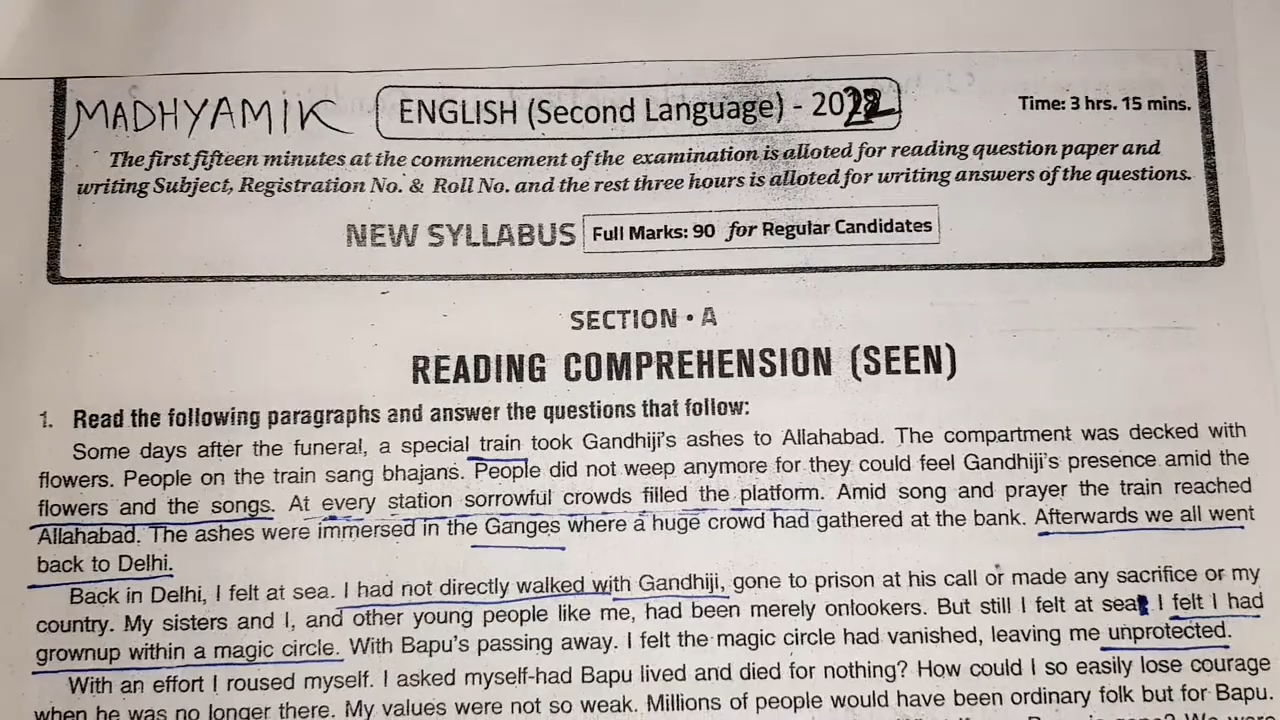 MADHYAMIK ENGLISH (Second Language) - 2022 Time: 3 hrs. 15 mins.
The first fifteen minutes at the commencement of the examination is alloted for reading question paper and
writing Subject, Registration No. & Roll No. and the rest three hours is alloted for writing answers of the questions.
NEW SYLLABUS Full Marks: 90 for Regular Candidates
SECTION • A
READING COMPREHENSION (SEEN)
1. Read the following paragraphs and answer the questions that follow:
Some days after the funeral, a special train took Gandhiji's ashes to Allahabad. The compartment was decked with
flowers. People on the train sang bhajans. People did not weep anymore for they could feel Gandhiji's presence amid the
flowers and the songs. At every station sorrowful crowds filled the platform. Amid song and prayer the train reached
Allahabad. The ashes were immersed in the Ganges where a huge crowd had gathered at the bank. Afterwards we all went
back to Delhi.
Back in Delhi, I felt at sea. I had not directly walked with Gandhiji, gone to prison at his call or made any sacrifice or my
country. My sisters and I, and other young people like me, had been merely onlookers. But still I felt at sea. I felt I had
grownup within a magic circle. With Bapu's passing away. I felt the magic circle had vanished, leaving me unprotected.
With an effort I roused myself. I asked myself-had Bapu lived and died for nothing? How could I so easily lose courage
when he was no longer there. My values were not so weak. Millions of people would have been ordinary folk but for Bapu.